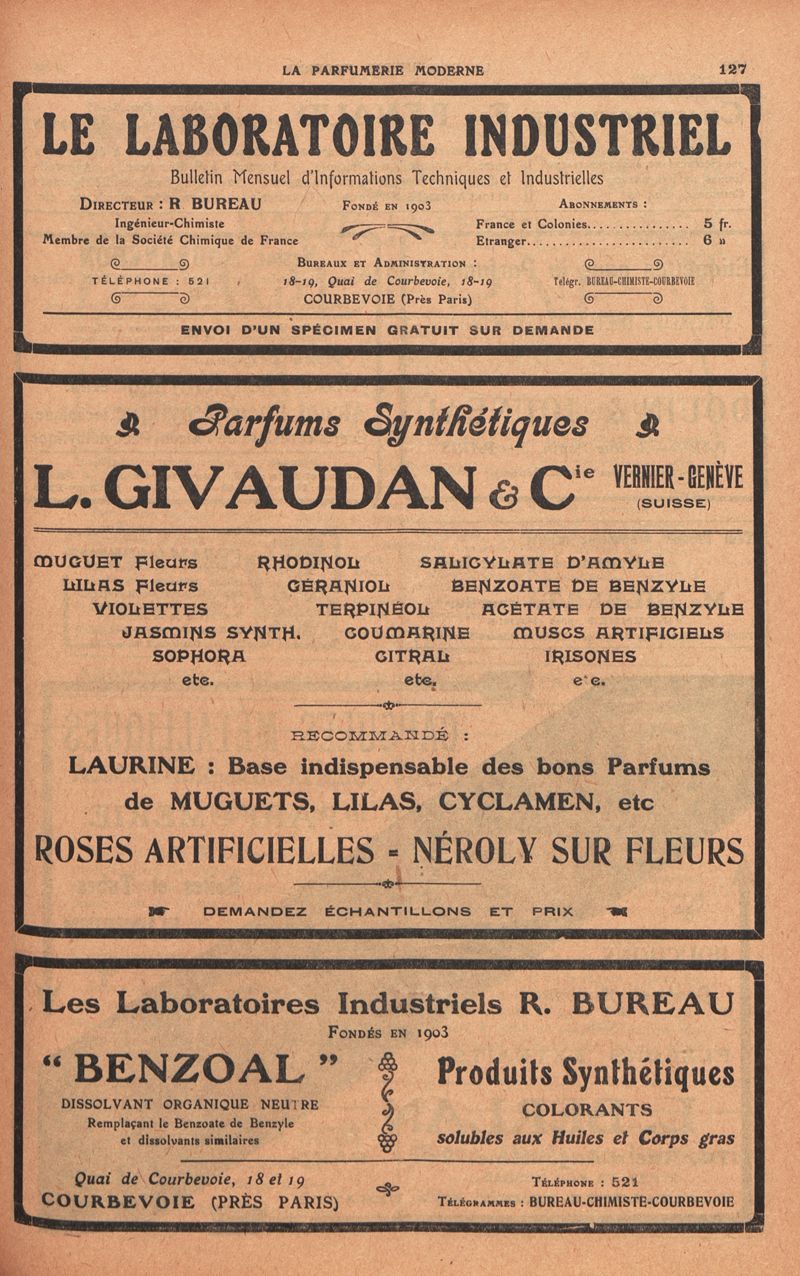 LA PARFUMERIE MODERNE 127
LE LABORATOIRE INDUSTRIEL
Bulletin Mensuel d'Informations Techniques et Industrielles
DIRECTEUR : R BUREAU
Ingénieur-Chimiste
Membre de la Société Chimique de France
FONDÉ EN 1903
ABONNEMENTS :
France et Colonies................ 5 fr.
Etranger......................... 6 »
TÉLÉPHONE : 521
BUREAUX ET ADMINISTRATION :
18-19, Quai de Courbevoie, 18-19
COURBEVOIE (Près Paris)
Télégr. BUREAU-CHIMISTE-COURBEVOIE
ENVOI D'UN SPÉCIMEN GRATUIT SUR DEMANDE
Parfums Synthétiques
L. GIVAUDAN & Cie VERNIER-GENÈVE
(SUISSE)
MUGUET Fleurs RHODINOL SALICYLATE D'AMYLE
LILAS Fleurs GÉRANIOL BENZOATE DE BENZYLE
VIOLETTES TERPINÉOL ACÉTATE DE BENZYLE
JASMINS SYNTH. COUMARINE MUSCS ARTIFICIELS
SOPHORA CITRAL IRISONES
etc. etc. e c.
RECOMMANDÉ :
LAURINE : Base indispensable des bons Parfums
de MUGUETS, LILAS, CYCLAMEN, etc
ROSES ARTIFICIELLES - NÉROLY SUR FLEURS
DEMANDEZ ÉCHANTILLONS ET PRIX
Les Laboratoires Industriels R. BUREAU
FONDÉS EN 1903
“ BENZOAL ”
DISSOLVANT ORGANIQUE NEUTRE
Remplaçant le Benzoate de Benzyle
et dissolvants similaires
Produits Synthétiques
COLORANTS
solubles aux Huiles et Corps gras
Quai de Courbevoie, 18 et 19
COURBEVOIE (PRÈS PARIS)
TÉLÉPHONE : 521
TÉLÉGRAMMES : BUREAU-CHIMISTE-COURBEVOIE